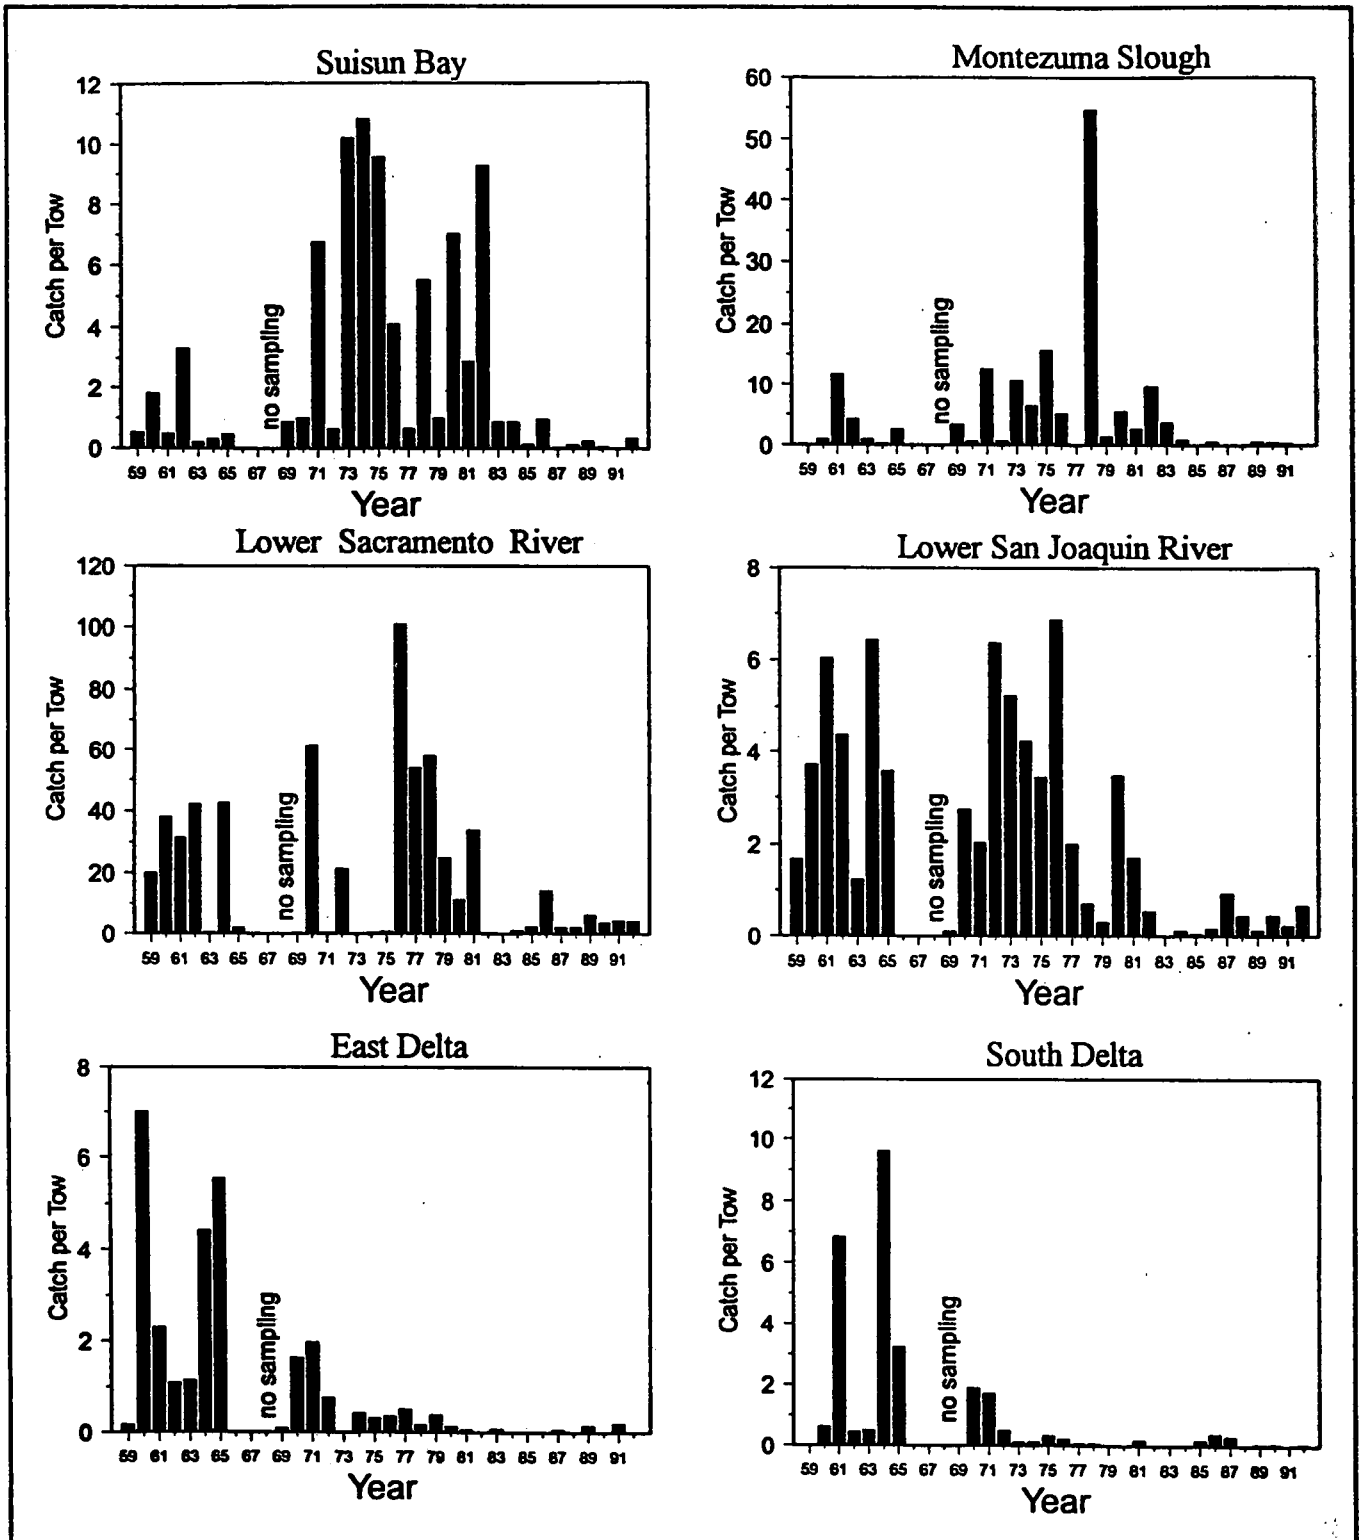 Suisun Bay
12
10
8
6
4
2
0
Catch per Tow
no sampling
59 61 63 65 67 69 71 73 75 77 79 81 83 85 87 89 91
Year
Montezuma Slough
60
50
40
30
20
10
0
Catch per Tow
no sampling
59 61 63 65 67 69 71 73 75 77 79 81 83 85 87 89 91
Year
Lower Sacramento River
120
100
80
60
40
20
0
Catch per Tow
no sampling
59 61 63 65 67 69 71 73 75 77 79 81 83 85 87 89 91
Year
Lower San Joaquin River
8
6
4
2
0
Catch per Tow
no sampling
59 61 63 65 67 69 71 73 75 77 79 81 83 85 87 89 91
Year
East Delta
8
6
4
2
0
Catch per Tow
no sampling
59 61 63 65 67 69 71 73 75 77 79 81 83 85 87 89 91
Year
South Delta
12
10
8
6
4
2
0
Catch per Tow
no sampling
59 61 63 65 67 69 71 73 75 77 79 81 83 85 87 89 91
Year